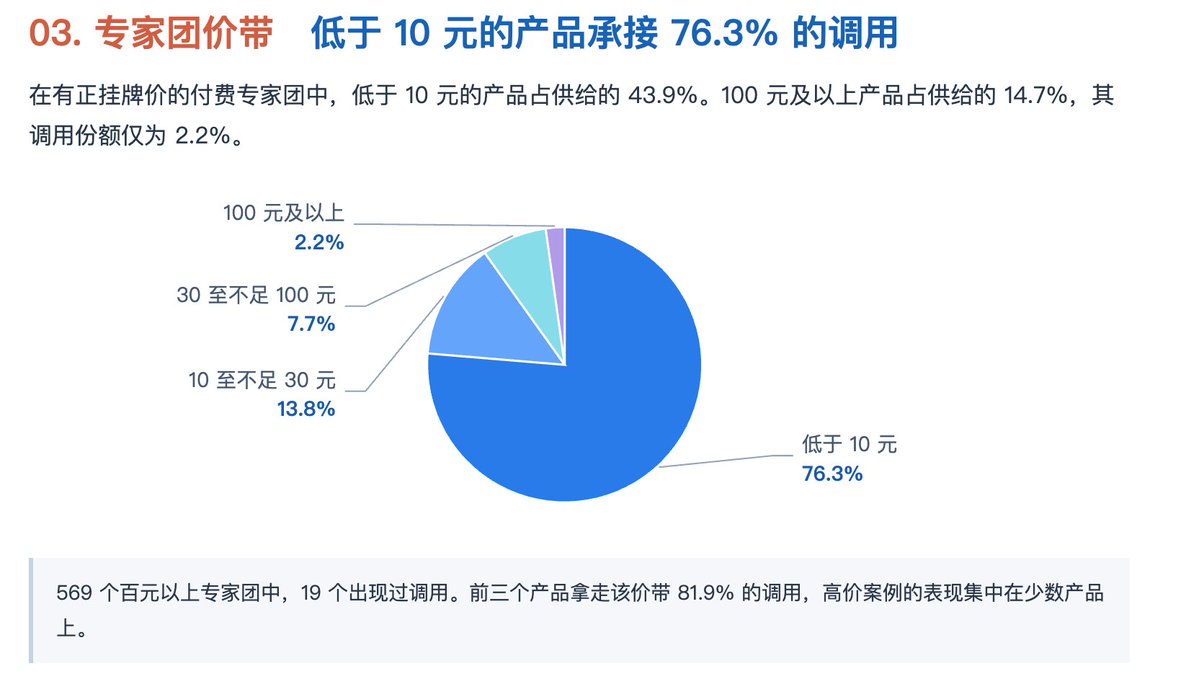 03. 专家团价带 低于 10 元的产品承接 76.3% 的调用
在有正挂牌价的付费专家团中，低于 10 元的产品占供给的 43.9%。100 元及以上产品占供给的 14.7%，其
调用份额仅为 2.2%。
100 元及以上
2.2%
30 至不足 100 元
7.7%
10 至不足 30 元
13.8%
低于 10 元
76.3%
569 个百元以上专家团中，19 个出现过调用。前三个产品拿走该价带 81.9% 的调用，高价案例的表现集中在少数产品
上。